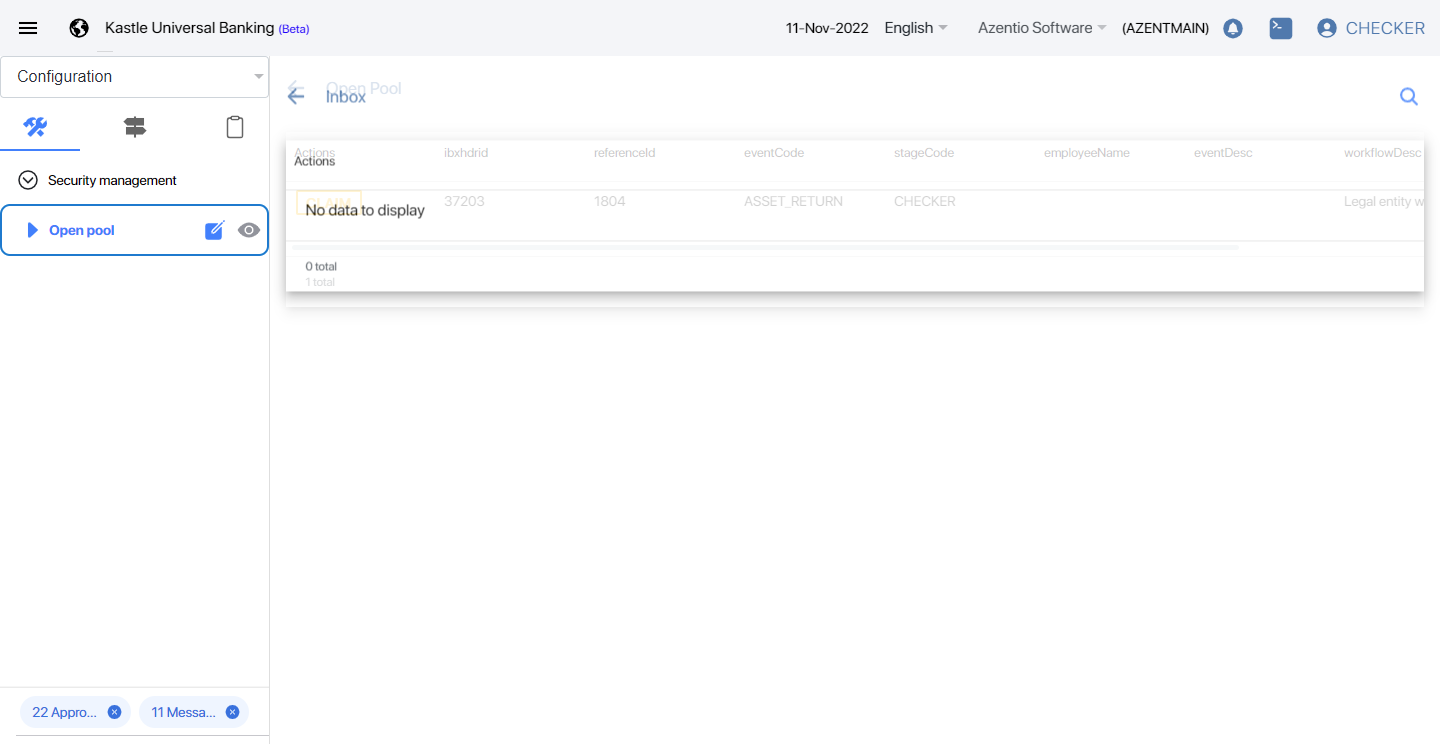 Kastle Universal Banking (Beta)
11-Nov-2022 English Azentio Software (AZENTMAIN) CHECKER
Configuration
Security management
Open pool
22 Appro...
11 Messa...
Open Pool
Inbox
Actions ibxhdrid referenceId eventCode stageCode employeeName eventDesc workflowDesc
Actions
CLAIM 37203 1804 ASSET_RETURN CHECKER Legal entity w
No data to display
0 total
1 total